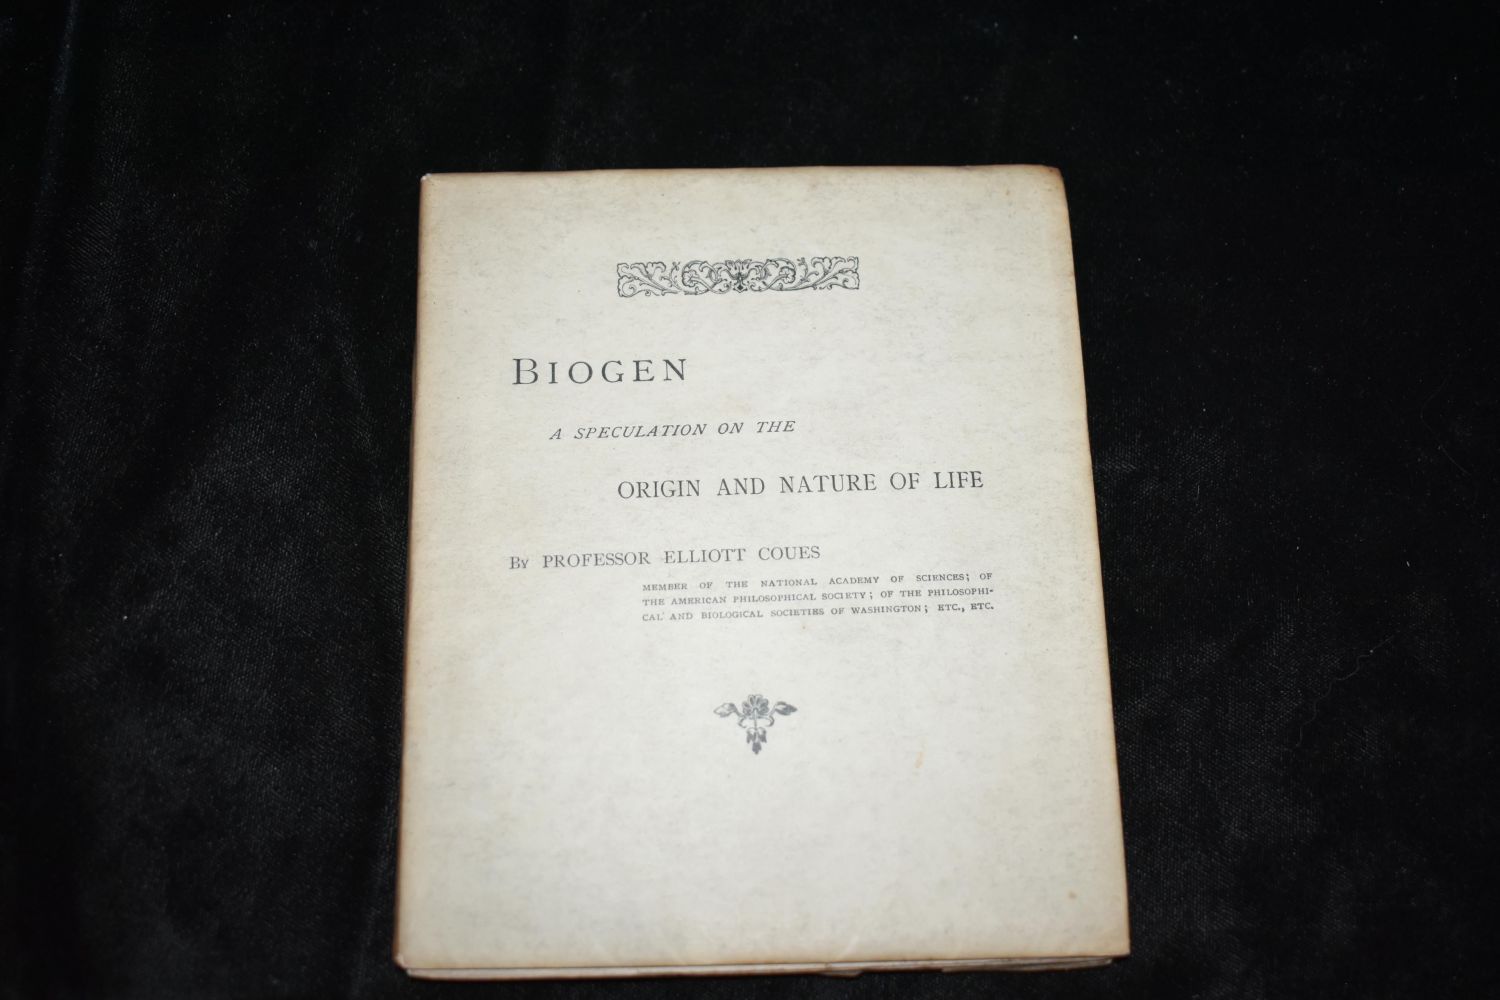 BIOGEN
A SPECULATION ON THE
ORIGIN AND NATURE OF LIFE
By PROFESSOR ELLIOTT COUES
MEMBER OF THE NATIONAL ACADEMY OF SCIENCES; OF
THE AMERICAN PHILOSOPHICAL SOCIETY; OF THE PHILOSOPHI-
CAL AND BIOLOGICAL SOCIETIES OF WASHINGTON; ETC., ETC.